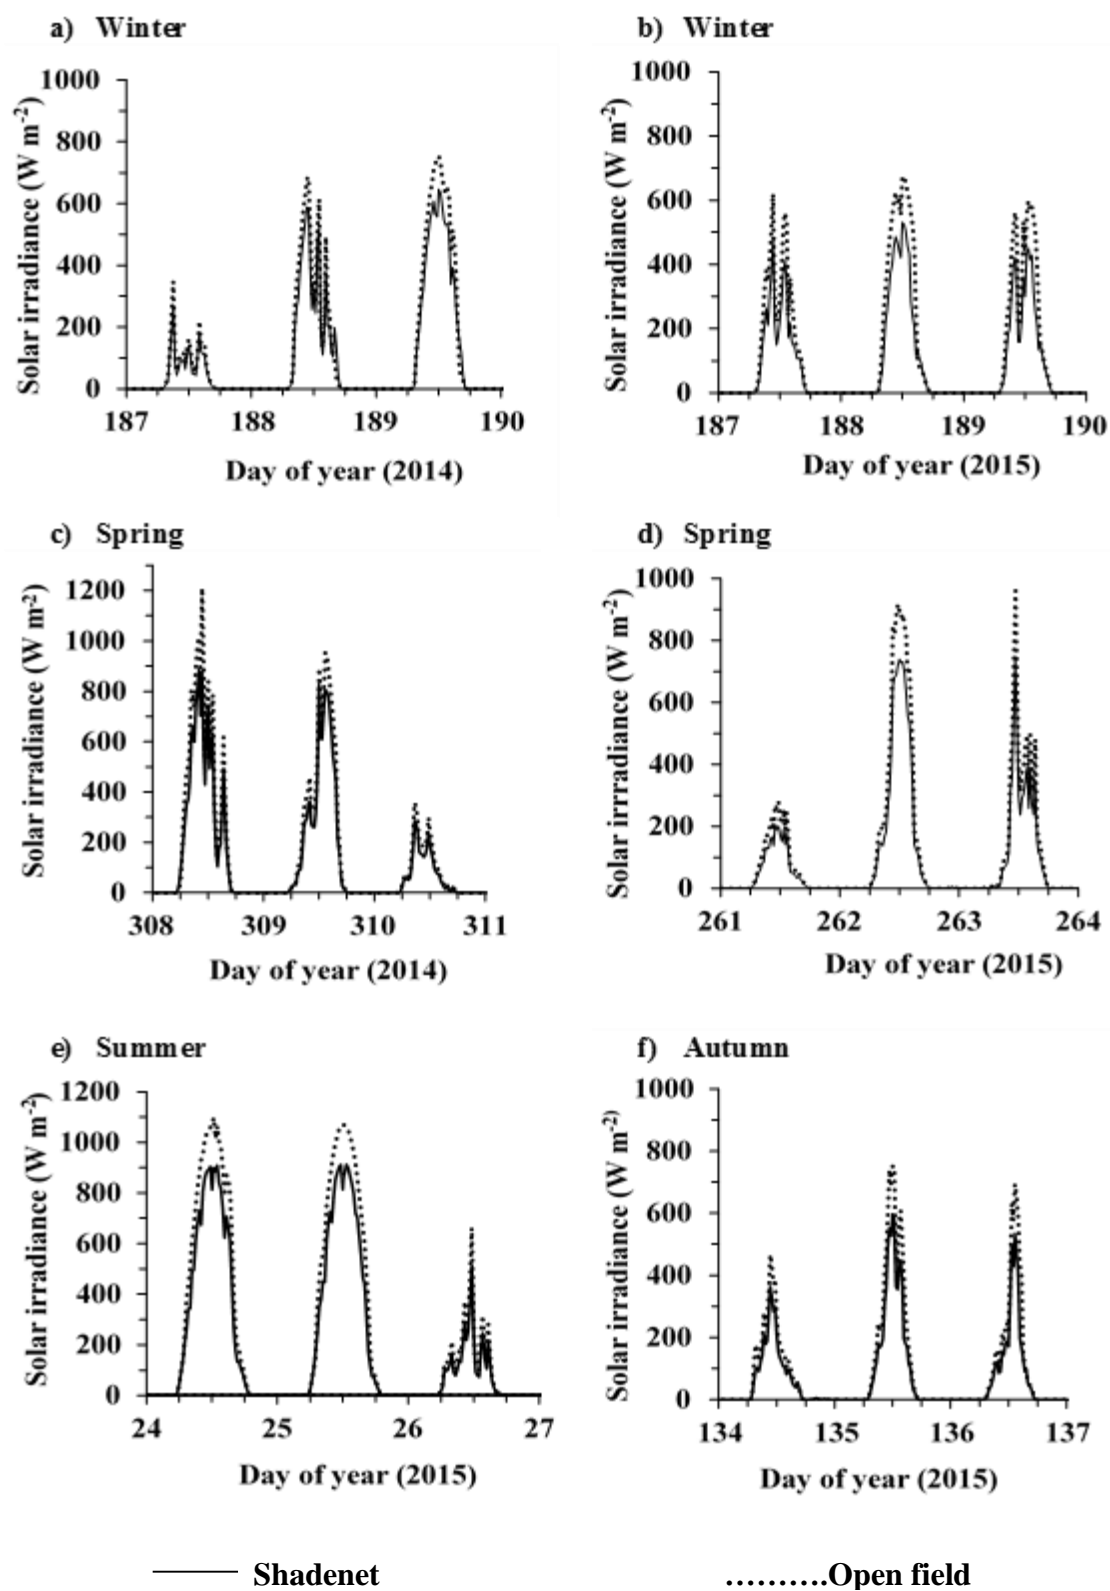 a) Winter
1000
800
600
400
200
0
Solar irradiance (W m-2)
187 188 189 190
Day of year (2014)
b) Winter
1000
800
600
400
200
0
Solar irradiance (W m-2)
187 188 189 190
Day of year (2015)
c) Spring
1200
1000
800
600
400
200
0
Solar irradiance (W m-2)
308 309 310 311
Day of year (2014)
d) Spring
1000
800
600
400
200
0
Solar irrradiance (W m-2)
261 262 263 264
Day of year (2015)
e) Summer
1200
1000
800
600
400
200
0
Solar irradiance (W m-2)
24 25 26 27
Day of year (2015)
f) Autumn
1000
800
600
400
200
0
Solar irradiance (W m-2)
134 135 136 137
Day of year (2015)
Shadenet
..........Open field